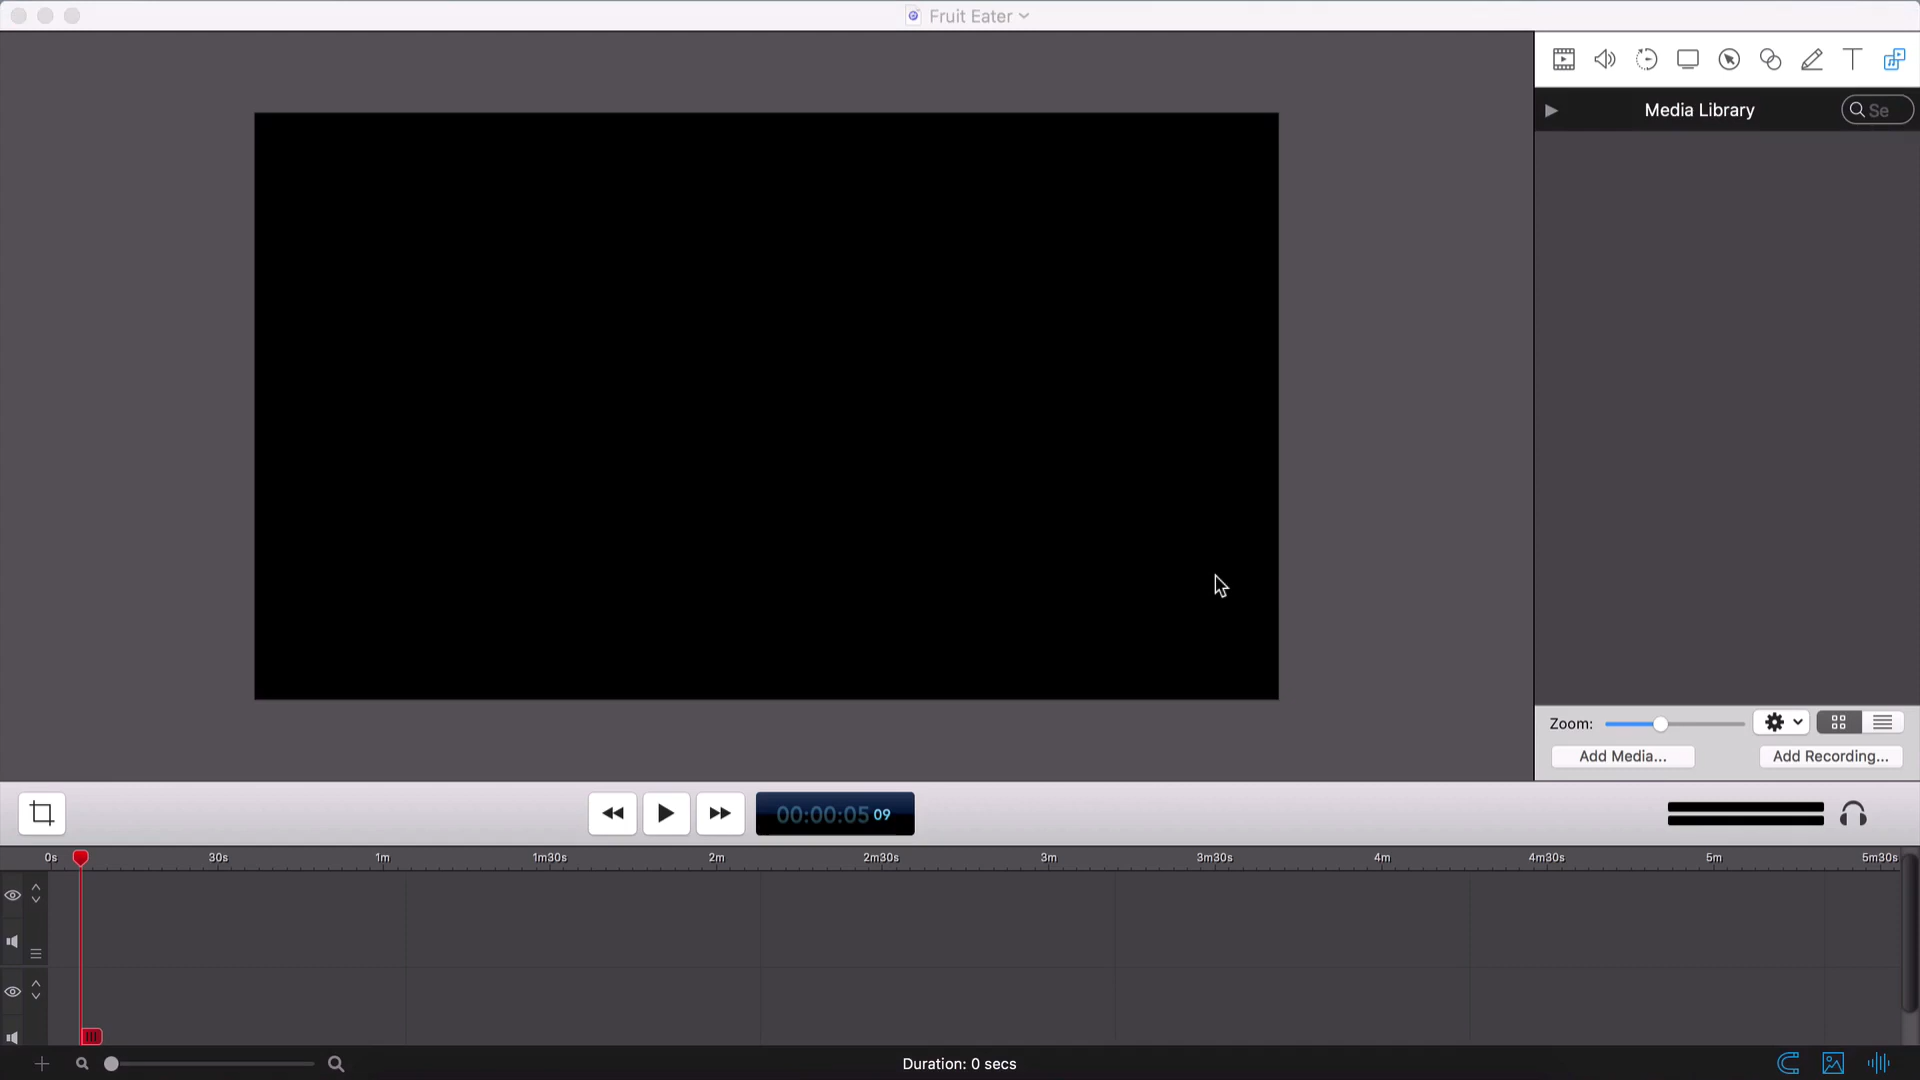 Fruit Eater
Media Library
Se
Zoom:
Add Media...
Add Recording...
00:00:05 09
0s 30s 1m 1m30s 2m 2m30s 3m 3m30s 4m 4m30s 5m 5m30s
Duration: 0 secs